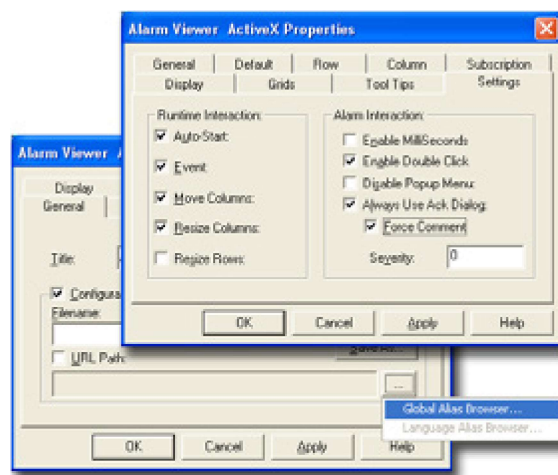 Alarm Viewer ActiveX Properties
General Default Row Column Subscription
Display Grids Tool Tips Settings
Runtime Interaction:
Auto-Start:
Event:
Move Columns:
Resize Columns:
Resize Rows:
Alarm Interaction:
Enable MilliSeconds
Enable Double Click
Disable Popup Menu:
Always Use Ack Dialog:
Force Comment
Severity: 0
OK Cancel Apply Help
Alarm Viewer
Display
General
Title:
Filename:
URL Path:
Save As...
...
Global Alias Browser...
Language Alias Browser...
OK Cancel Apply Help